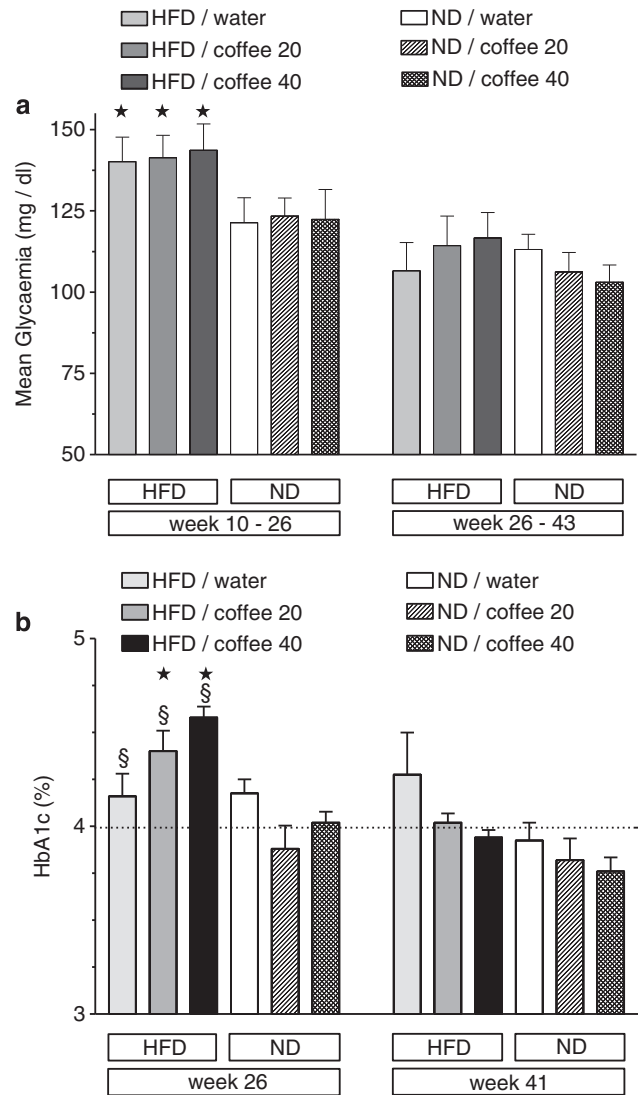 HFD / water ND / water
HFD / coffee 20 ND / coffee 20
HFD / coffee 40 ND / coffee 40
a
★ ★ ★
Mean Glycaemia (mg / dl)
150
125
100
75
50
HFD ND HFD ND
week 10 - 26 week 26 - 43
HFD / water ND / water
HFD / coffee 20 ND / coffee 20
HFD / coffee 40 ND / coffee 40
b
★ ★
§ § §
HbA1c (%)
5
4
3
HFD ND HFD ND
week 26 week 41